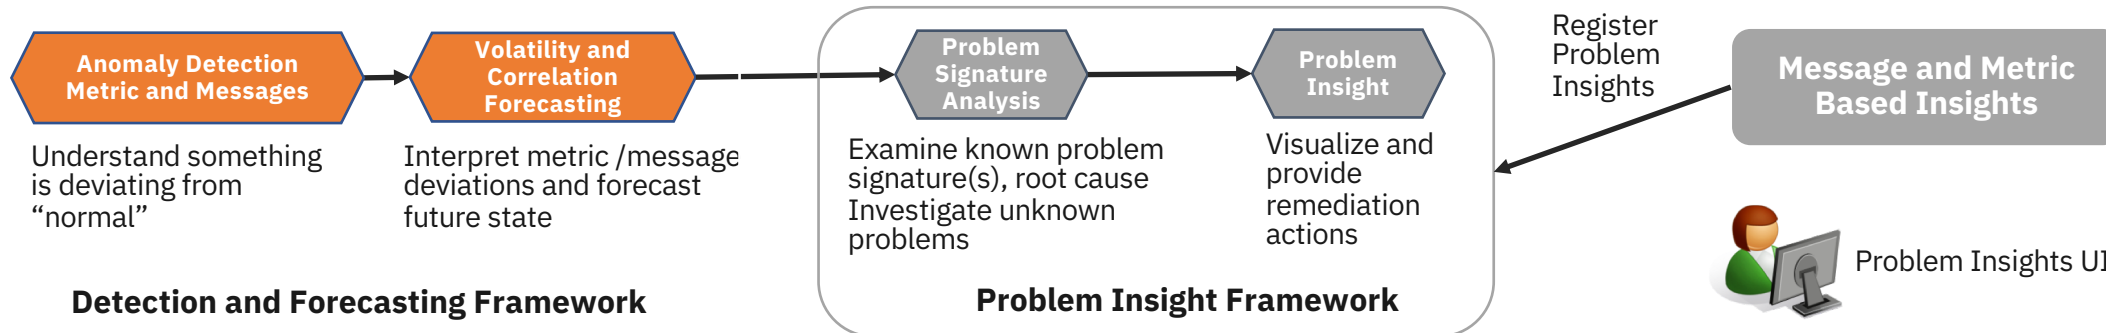 Anomaly Detection
Metric and Messages
Understand something
is deviating from
“normal”
Volatility and
Correlation
Forecasting
Interpret metric /message
deviations and forecast
future state
Detection and Forecasting Framework
Problem
Signature
Analysis
Examine known problem
signature(s), root cause
Investigate unknown
problems
Problem
Insight
Visualize and
provide
remediation
actions
Problem Insight Framework
Register
Problem
Insights
Message and Metric
Based Insights
Problem Insights UI